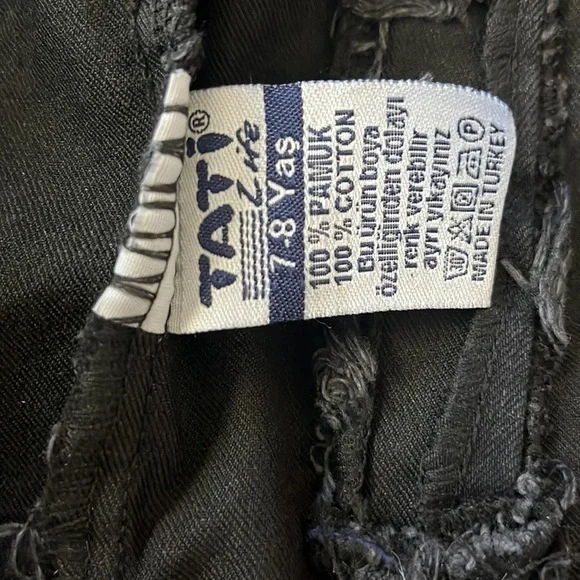 TATI®
Life
7-8 Yaş
100 % PAMUK
100 % COTTON
Bu ürün boya
özelliğinden dolayı
renk verebilir
ayrı yıkayınız
P
MADE IN TURKEY